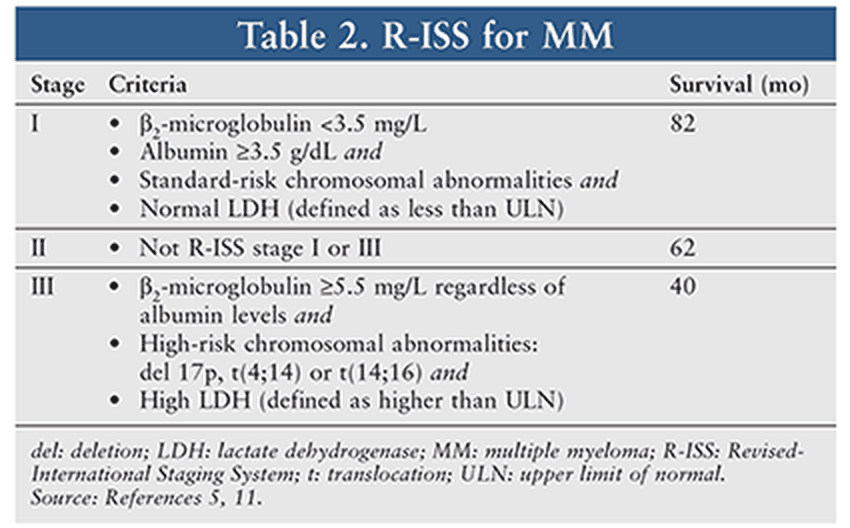 Table 2. R-ISS for MM
Stage Criteria Survival (mo)
I • β₂-microglobulin <3.5 mg/L 82
• Albumin ≥3.5 g/dL and
• Standard-risk chromosomal abnormalities and
• Normal LDH (defined as less than ULN)
II • Not R-ISS stage I or III 62
III • β₂-microglobulin ≥5.5 mg/L regardless of 40
albumin levels and
• High-risk chromosomal abnormalities:
del 17p, t(4;14) or t(14;16) and
• High LDH (defined as higher than ULN)
del: deletion; LDH: lactate dehydrogenase; MM: multiple myeloma; R-ISS: Revised-
International Staging System; t: translocation; ULN: upper limit of normal.
Source: References 5, 11.